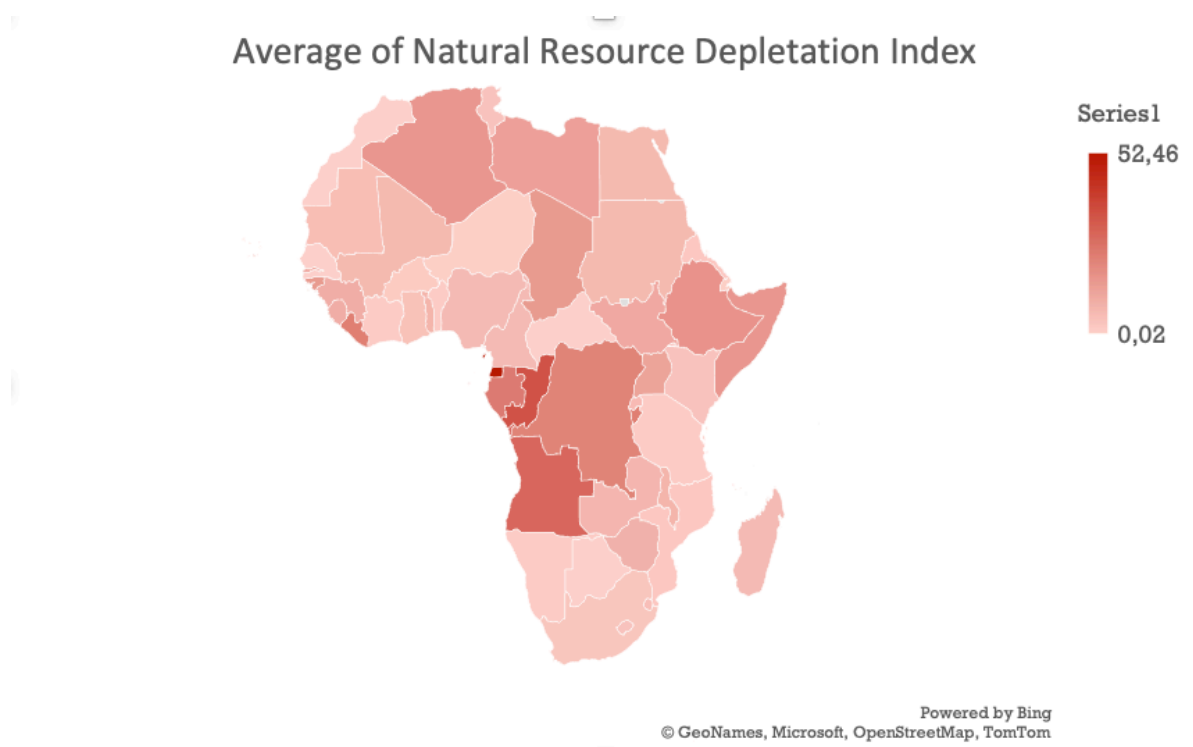 Average of Natural Resource Depletation Index
Series1
52,46
0,02
Powered by Bing
© GeoNames, Microsoft, OpenStreetMap, TomTom